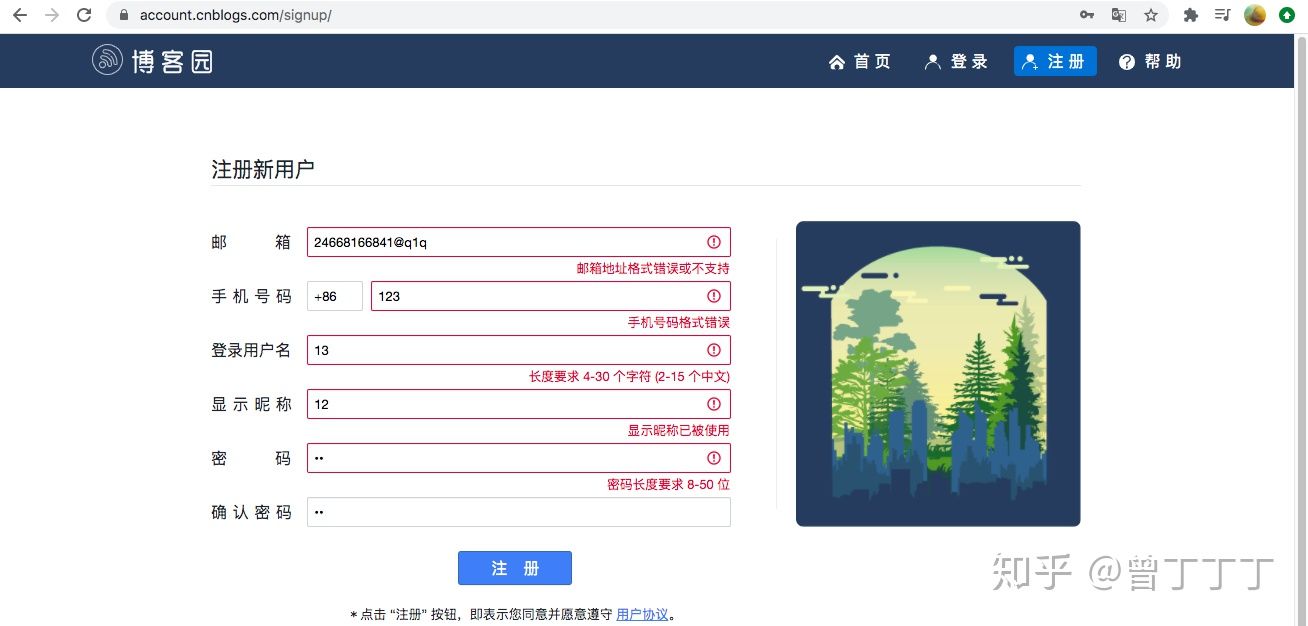 account.cnblogs.com/signup/
博客园 首页 登录 注册 帮助
注册新用户
邮箱 24668166841@q1q
邮箱地址格式错误或不支持
手机号码 +86 123
手机号码格式错误
登录用户名 13
长度要求 4-30 个字符 (2-15 个中文)
显示昵称 12
显示昵称已被使用
密码 ••
密码长度要求 8-50 位
确认密码 ••
注册
* 点击 “注册” 按钮，即表示您同意并愿意遵守 用户协议。
知乎 @曾丁丁丁